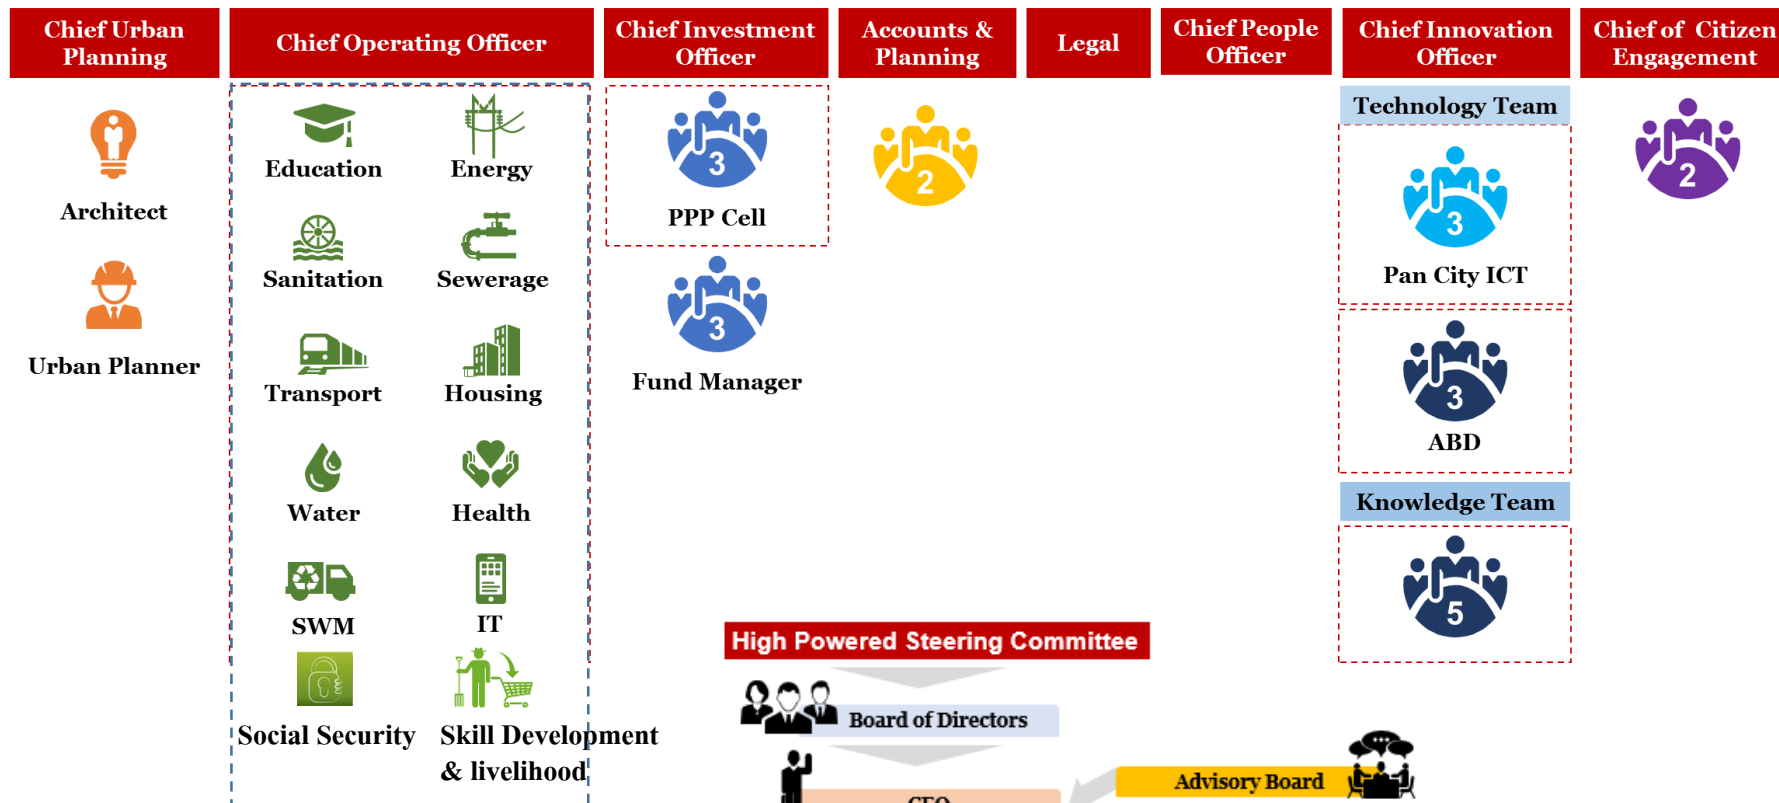 Chief Urban
Planning
Chief Operating Officer
Chief Investment
Officer
Accounts &
Planning
Legal
Chief People
Officer
Chief Innovation
Officer
Chief of Citizen
Engagement
Architect
Urban Planner
Education
Energy
Sanitation
Sewerage
Transport
Housing
Water
Health
SWM
IT
Social Security
Skill Development
& livelihood
3
PPP Cell
3
Fund Manager
2
Technology Team
3
Pan City ICT
3
ABD
Knowledge Team
5
2
High Powered Steering Committee
Board of Directors
CEO
Advisory Board